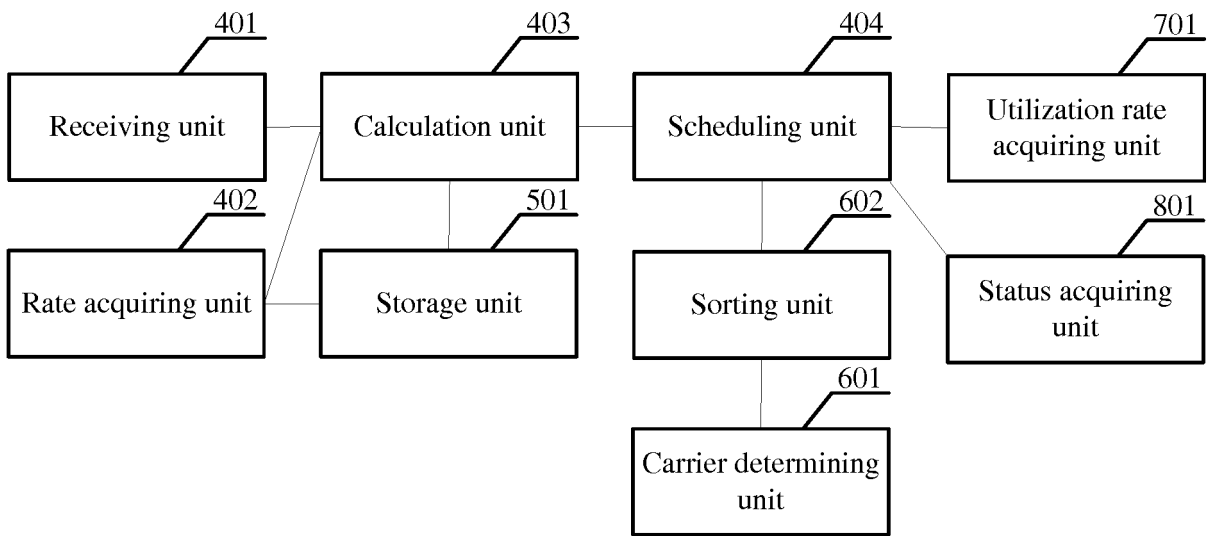 401
403
404
701
Receiving unit
Calculation unit
Scheduling unit
Utilization rate
acquiring unit
402
501
602
801
Rate acquiring unit
Storage unit
Sorting unit
Status acquiring
unit
601
Carrier determining
unit